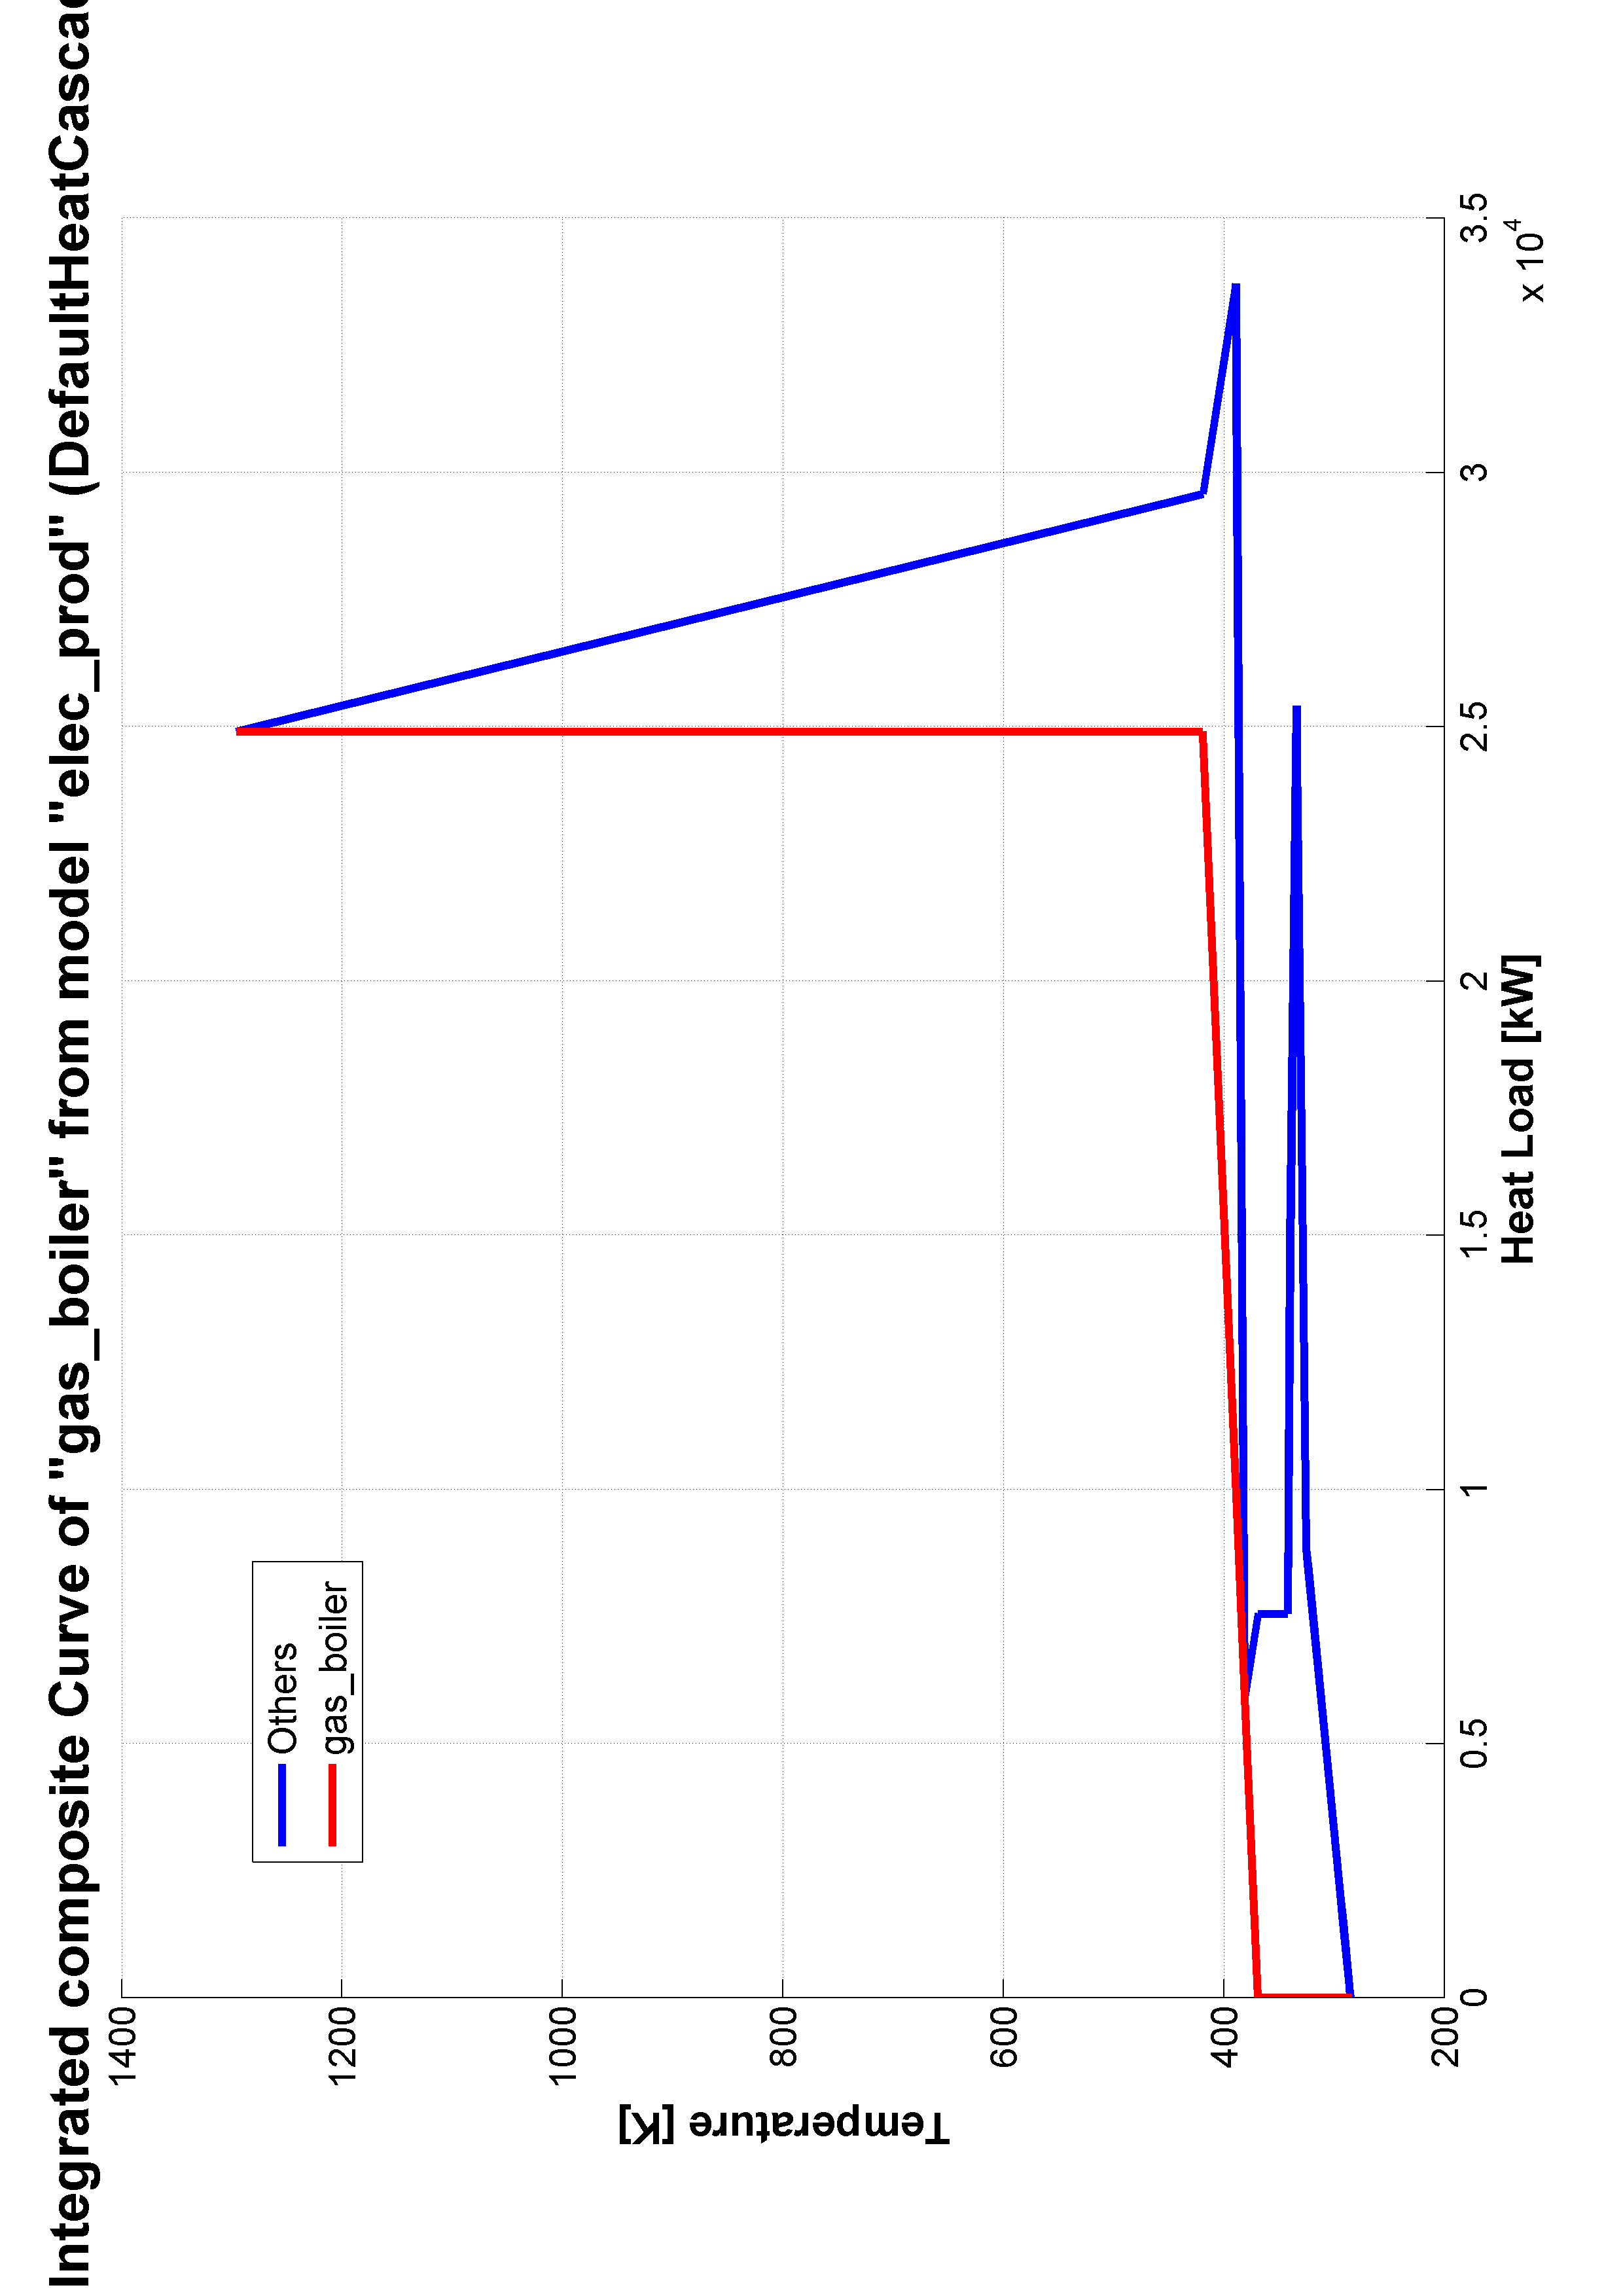 Integrated composite Curve of "gas_boiler" from model "elec_prod" (DefaultHeatCasca
Others
gas_boiler
Temperature [K]
1400
1200
1000
800
600
400
200
0
0.5
1
1.5
2
2.5
3
3.5
x 10^4
Heat Load [kW]